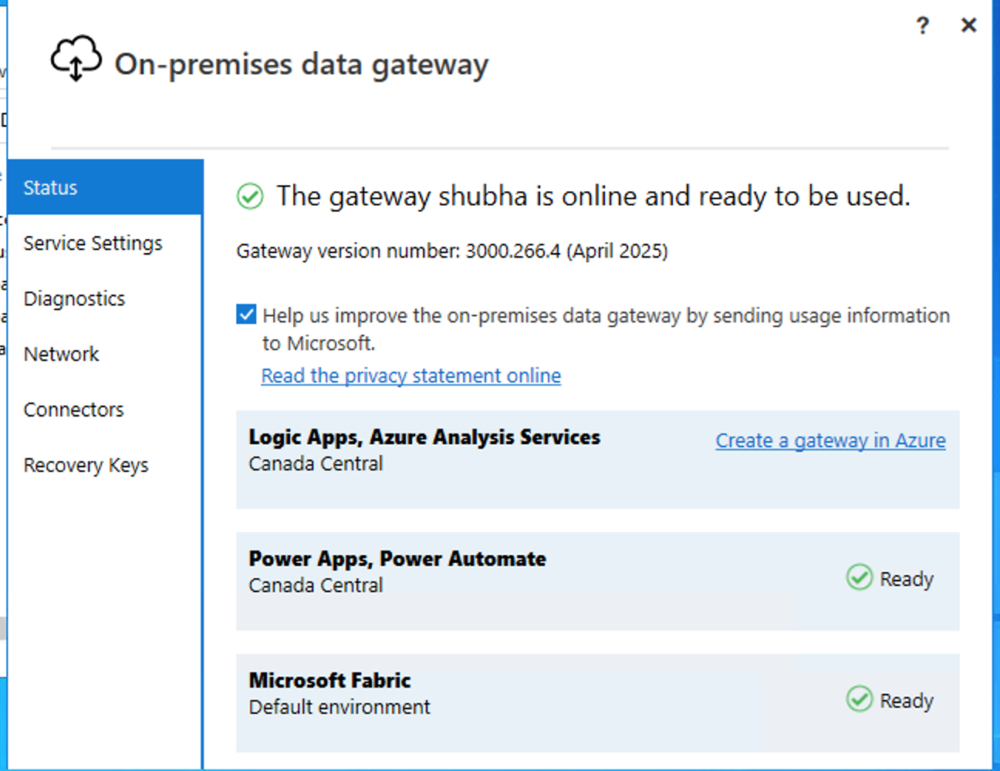 ?
On-premises data gateway
Status
Service Settings
Diagnostics
Network
Connectors
Recovery Keys
The gateway shubha is online and ready to be used.
Gateway version number: 3000.266.4 (April 2025)
Help us improve the on-premises data gateway by sending usage information
to Microsoft.
Read the privacy statement online
Logic Apps, Azure Analysis Services
Create a gateway in Azure
Canada Central
Power Apps, Power Automate
Canada Central
Ready
Microsoft Fabric
Default environment
Ready